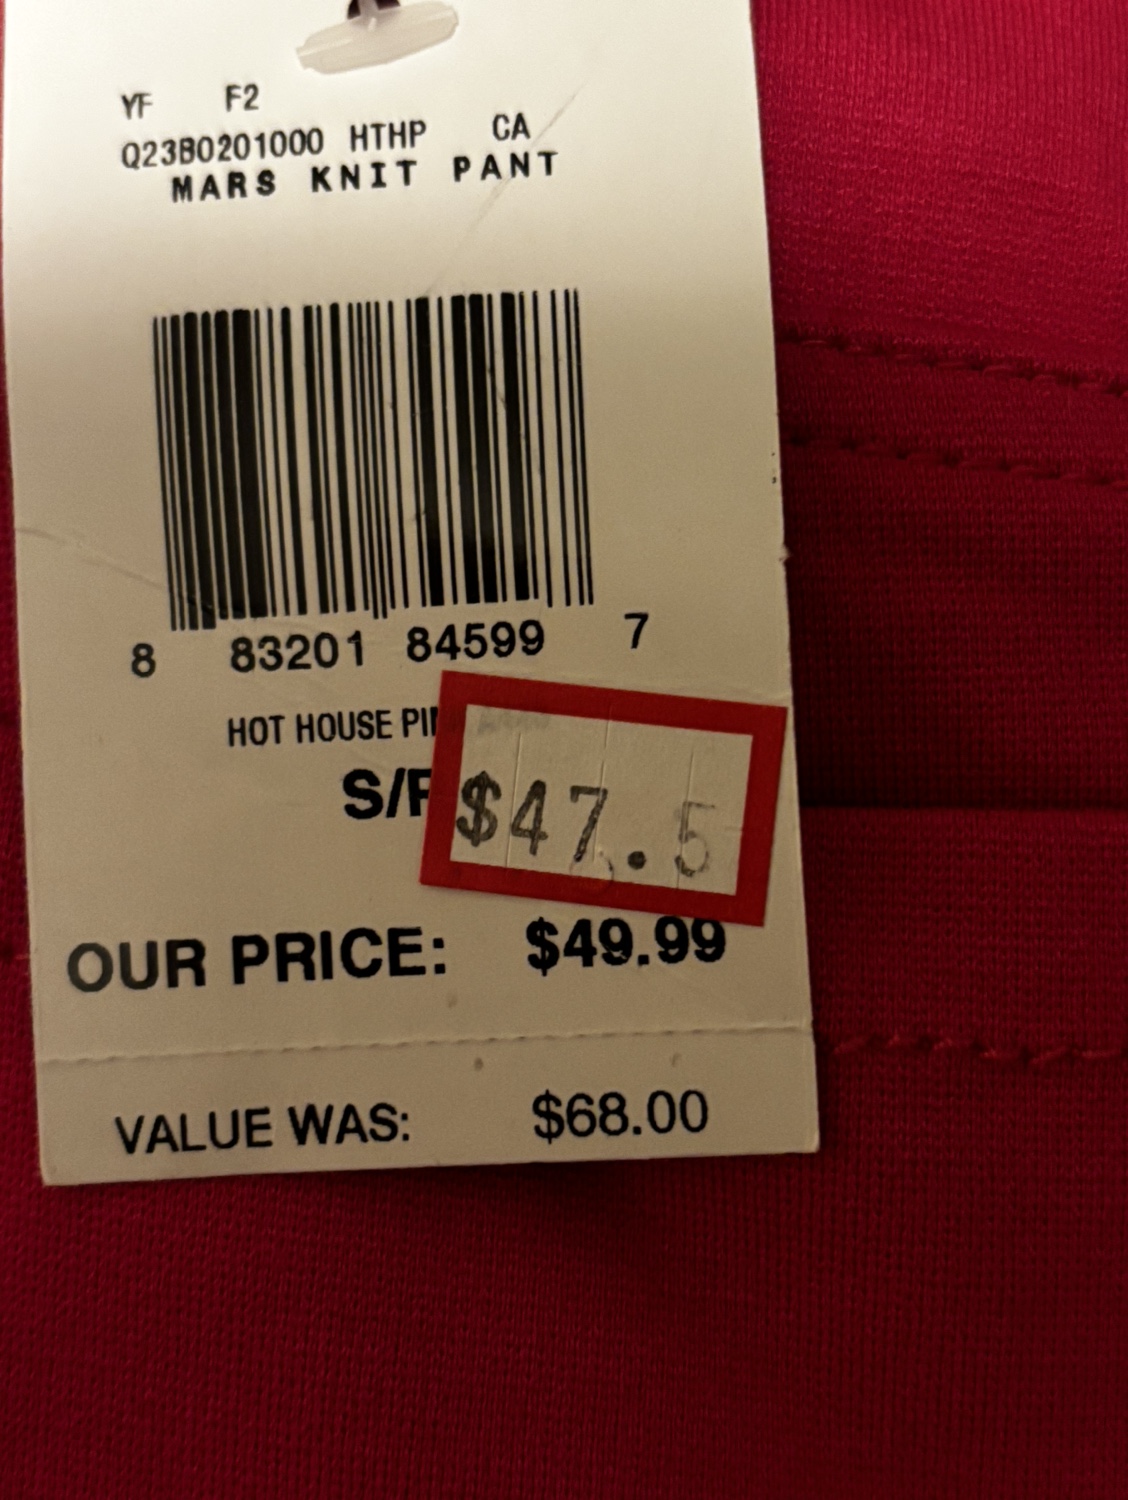 YF F2
Q23B0201000 HTHP CA
MARS KNIT PANT
8 83201 84599 7
HOT HOUSE
S/P
$47.5
OUR PRICE: $49.99
VALUE WAS: $68.00